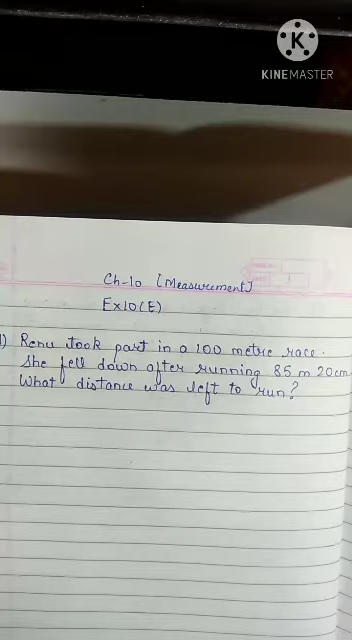 KINEMASTER
Ch-10 [Measurement]
Ex10(E)
1) Renu took part in a 100 metre race.
She fell down after running 85 m 20cm.
What distance was left to run?